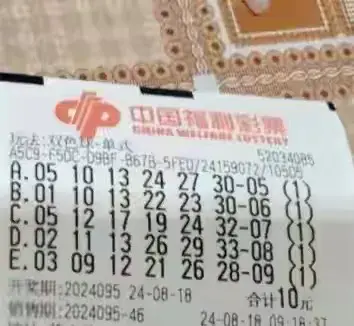 中国福利彩票
CHINA WELFARE LOTTERY
玩法:双色球-单式
52034085
A5C9-F5DC-D9BF-B67B-5FE0/24159072/10505
A.05 10 13 24 27 30-05 (1)
B.01 10 13 22 23 30-06 (1)
C.05 12 17 19 24 32-07 (1)
D.02 11 13 26 29 33-08 (1)
E.03 09 12 21 26 28-09 (1)
开奖期:2024095 24-08-18 合计10元
销售期:2024095-46 24-08-18